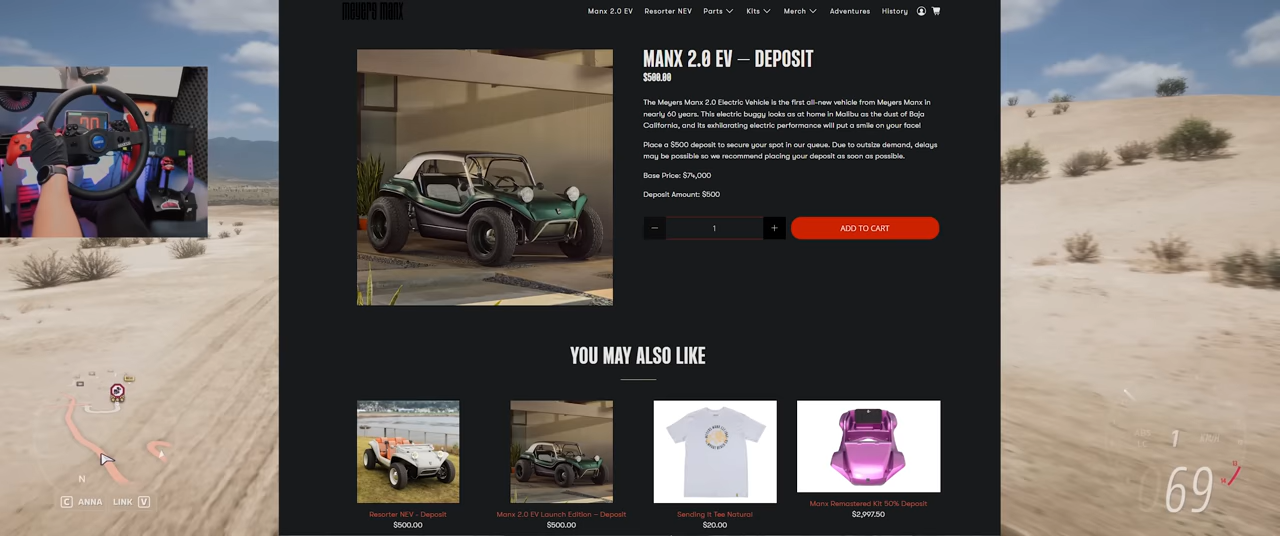 meyers manx
Manx 2.0 EV
Resorter NEV
Parts
Kits
Merch
Adventures
History
MANX 2.0 EV – DEPOSIT
$500.00
The Meyers Manx 2.0 Electric Vehicle is the first all-new vehicle from Meyers Manx in
nearly 60 years. This electric buggy looks as at home in Malibu as the dust of Baja
California, and its exhilarating electric performance will put a smile on your face!
Place a $500 deposit to secure your spot in our queue. Due to outsize demand, delays
may be possible so we recommend placing your deposit as soon as possible.
Base Price: $74,000
Deposit Amount: $500
1
ADD TO CART
YOU MAY ALSO LIKE
Resorter NEV - Deposit
$500.00
Manx 2.0 EV Launch Edition – Deposit
$500.00
Sending It Tee Natural
$20.00
Manx Remastered Kit 50% Deposit
$2,997.50
N
C ANNA LINK V
1
69